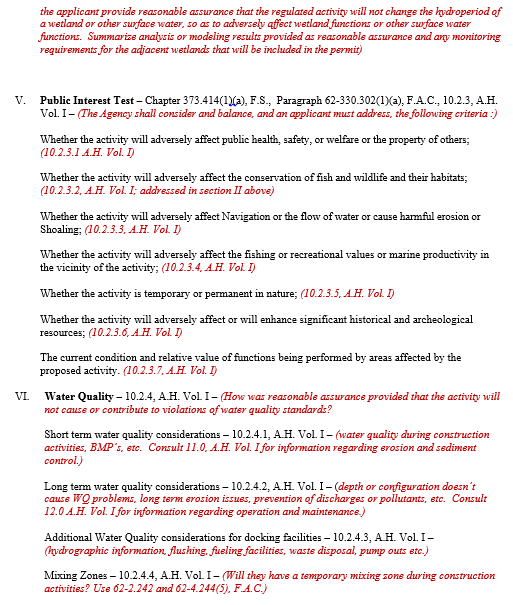 the applicant provide reasonable assurance that the regulated activity will not change the hydroperiod of
a wetland or other surface water, so as to adversely affect wetland functions or other surface water
functions. Summarize analysis or modeling results provided as reasonable assurance and any monitoring
requirements for the adjacent wetlands that will be included in the permit)
V. Public Interest Test – Chapter 373.414(1)(a), F.S., Paragraph 62-330.302(1)(a), F.A.C., 10.2.3, A.H.
Vol. I – (The Agency shall consider and balance, and an applicant must address, the following criteria :)
Whether the activity will adversely affect public health, safety, or welfare or the property of others;
(10.2.3.1 A.H. Vol. I)
Whether the activity will adversely affect the conservation of fish and wildlife and their habitats;
(10.2.3.2, A.H. Vol. I; addressed in section II above)
Whether the activity will adversely affect Navigation or the flow of water or cause harmful erosion or
Shoaling; (10.2.3.3, A.H. Vol. I)
Whether the activity will adversely affect the fishing or recreational values or marine productivity in
the vicinity of the activity; (10.2.3.4, A.H. Vol. I)
Whether the activity is temporary or permanent in nature; (10.2.3.5, A.H. Vol. I)
Whether the activity will adversely affect or will enhance significant historical and archeological
resources; (10.2.3.6, A.H. Vol. I)
The current condition and relative value of functions being performed by areas affected by the
proposed activity. (10.2.3.7, A.H. Vol. I)
VI. Water Quality – 10.2.4, A.H. Vol. I – (How was reasonable assurance provided that the activity will
not cause or contribute to violations of water quality standards?
Short term water quality considerations – 10.2.4.1, A.H. Vol. I – (water quality during construction
activities, BMP's, etc. Consult 11.0, A.H. Vol. I for information regarding erosion and sediment
control.)
Long term water quality considerations – 10.2.4.2, A.H. Vol. I – (depth or configuration doesn't
cause WQ problems, long term erosion issues, prevention of discharges or pollutants, etc. Consult
12.0 A.H. Vol. I for information regarding operation and maintenance.)
Additional Water Quality considerations for docking facilities – 10.2.4.3, A.H. Vol. I –
(hydrographic information, flushing, fueling facilities, waste disposal, pump outs etc.)
Mixing Zones – 10.2.4.4, A.H. Vol. I – (Will they have a temporary mixing zone during construction
activities? Use 62-2.242 and 62-4.244(5), F.A.C.)